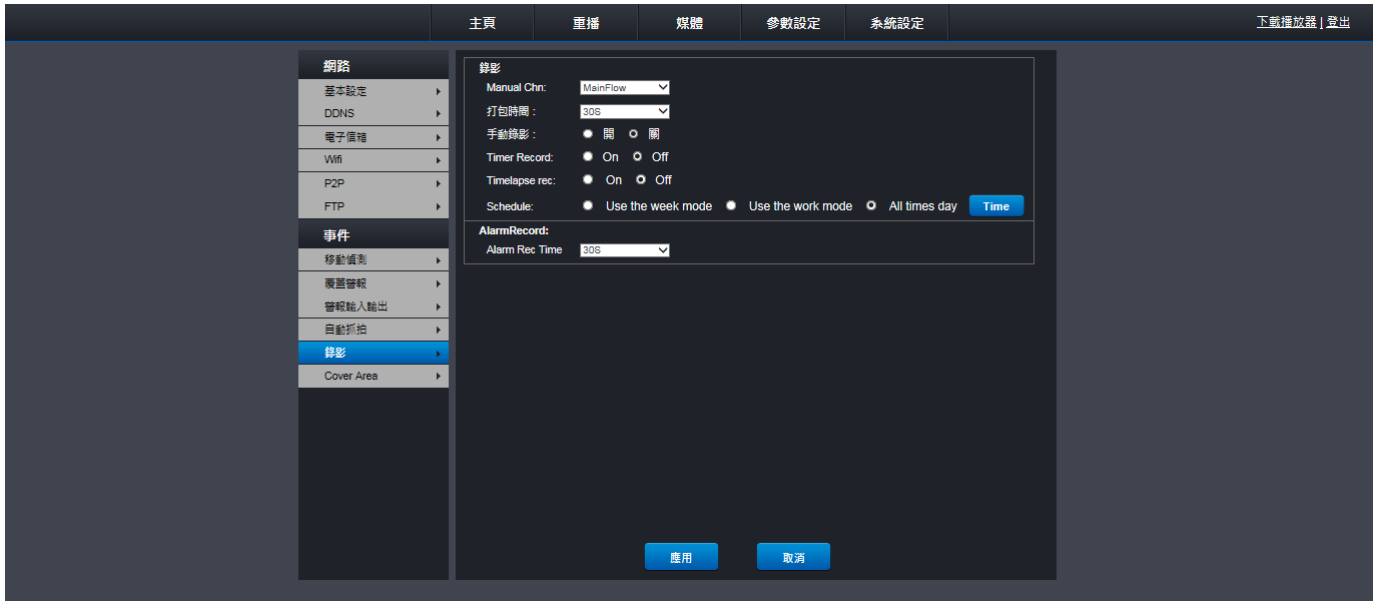 主頁 重播 媒體 參數設定 系統設定 下載播放器 | 登出
網路
基本設定
DDNS
電子信箱
Wifi
P2P
FTP
事件
移動偵測
覆蓋警報
警報輸入輸出
自動抓拍
錄影
Cover Area
錄影
Manual Chn: MainFlow
打包時間 : 30S
手動錄影 : 開 關
Timer Record: On Off
Timelapse rec: On Off
Schedule: Use the week mode Use the work mode All times day Time
AlarmRecord:
Alarm Rec Time 30S
應用 取消